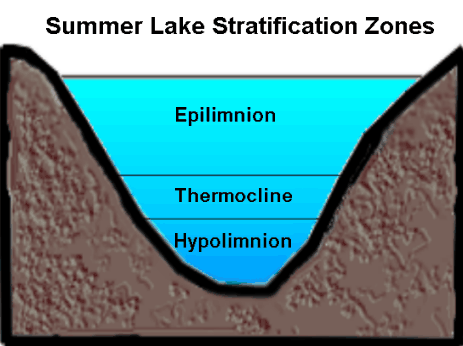 Summer Lake Stratification Zones
Epilimnion
Thermocline
Hypolimnion